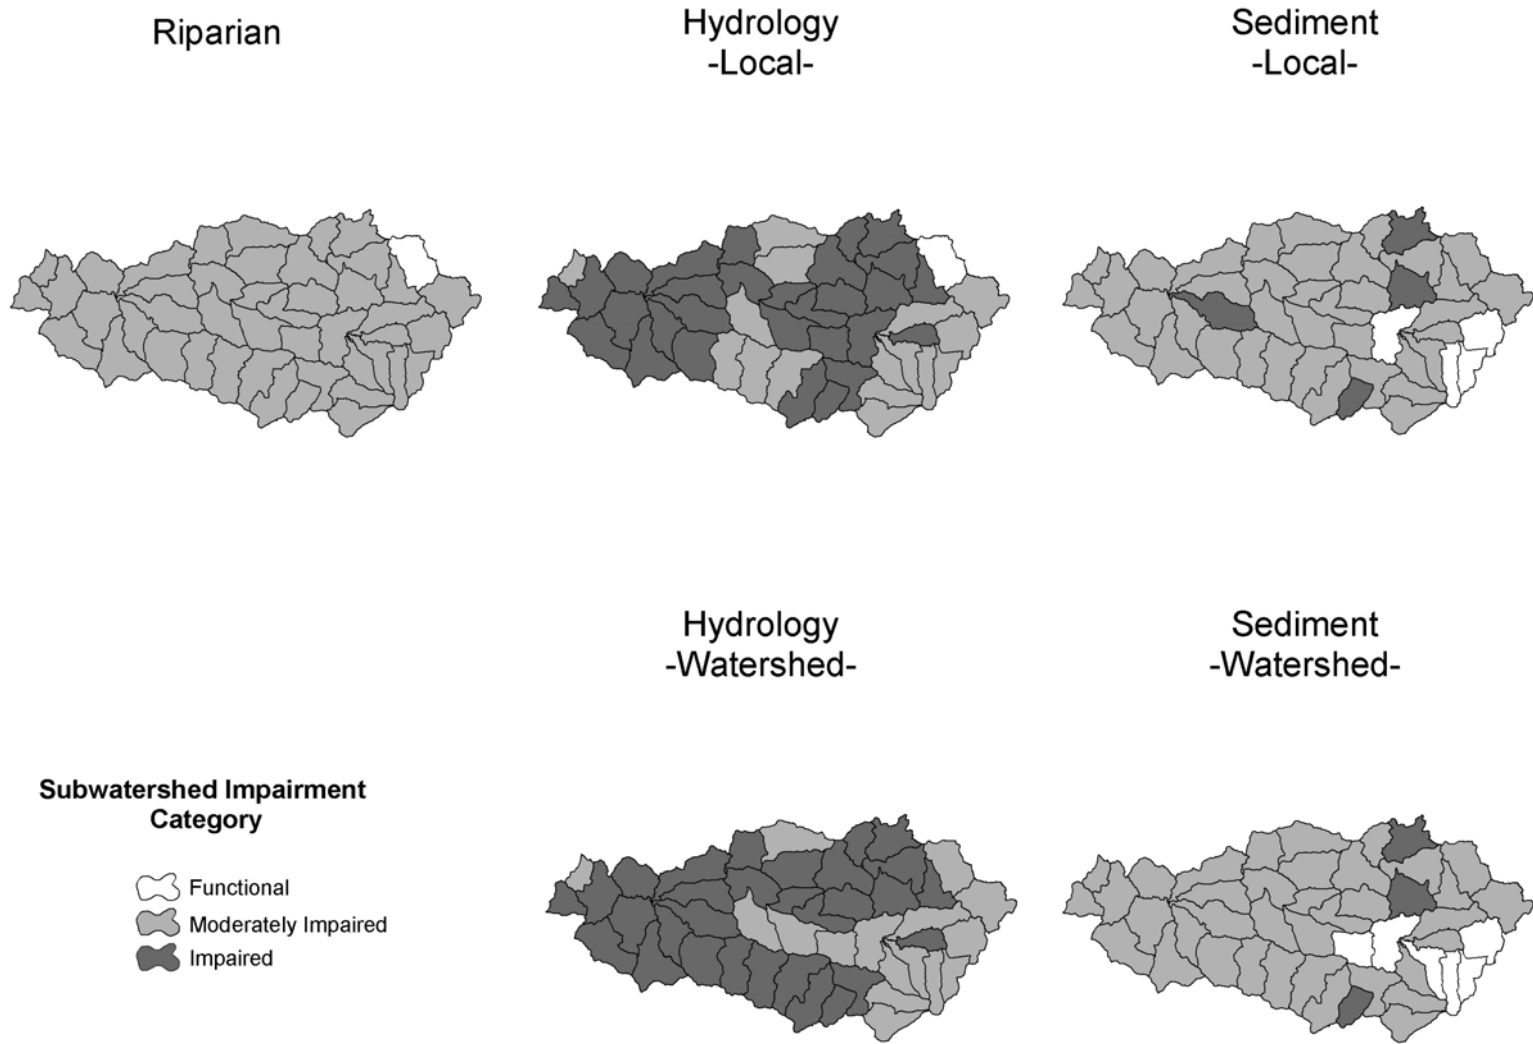 Riparian
Hydrology
-Local-
Sediment
-Local-
Hydrology
-Watershed-
Sediment
-Watershed-
Subwatershed Impairment
Category
Functional
Moderately Impaired
Impaired